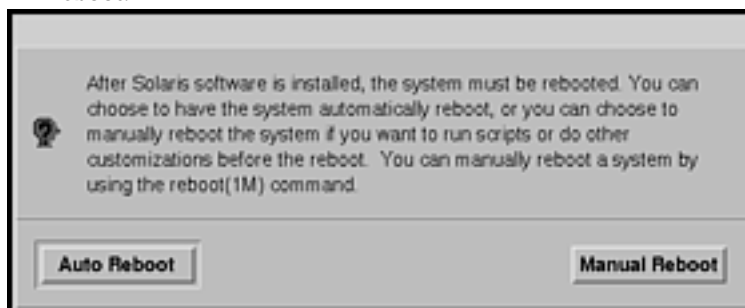 After Solaris software is installed, the system must be rebooted. You can
choose to have the system automatically reboot, or you can choose to
manually reboot the system if you want to run scripts or do other
customizations before the reboot. You can manually reboot a system by
using the reboot(1M) command.
Auto Reboot
Manual Reboot